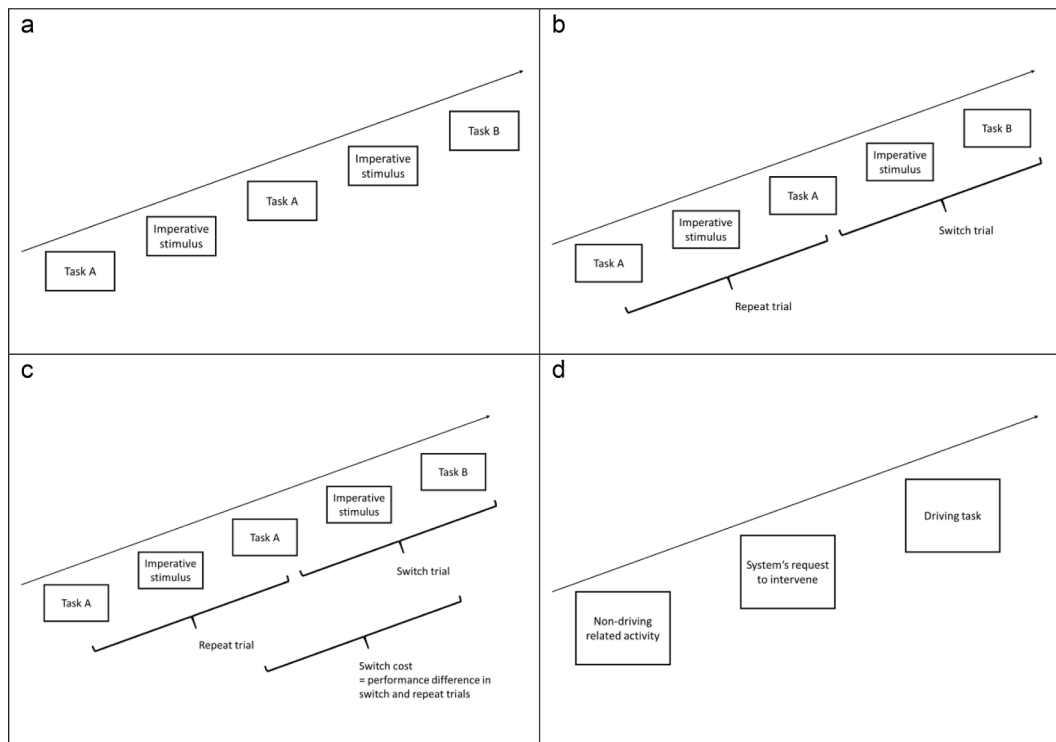 a
Task A
Imperative
stimulus
Task A
Imperative
stimulus
Task B
b
Task A
Imperative
stimulus
Task A
Imperative
stimulus
Task B
Repeat trial
Switch trial
c
Task A
Imperative
stimulus
Task A
Imperative
stimulus
Task B
Repeat trial
Switch trial
Switch cost
= performance difference in
switch and repeat trials
d
Non-driving
related activity
System's request
to intervene
Driving task